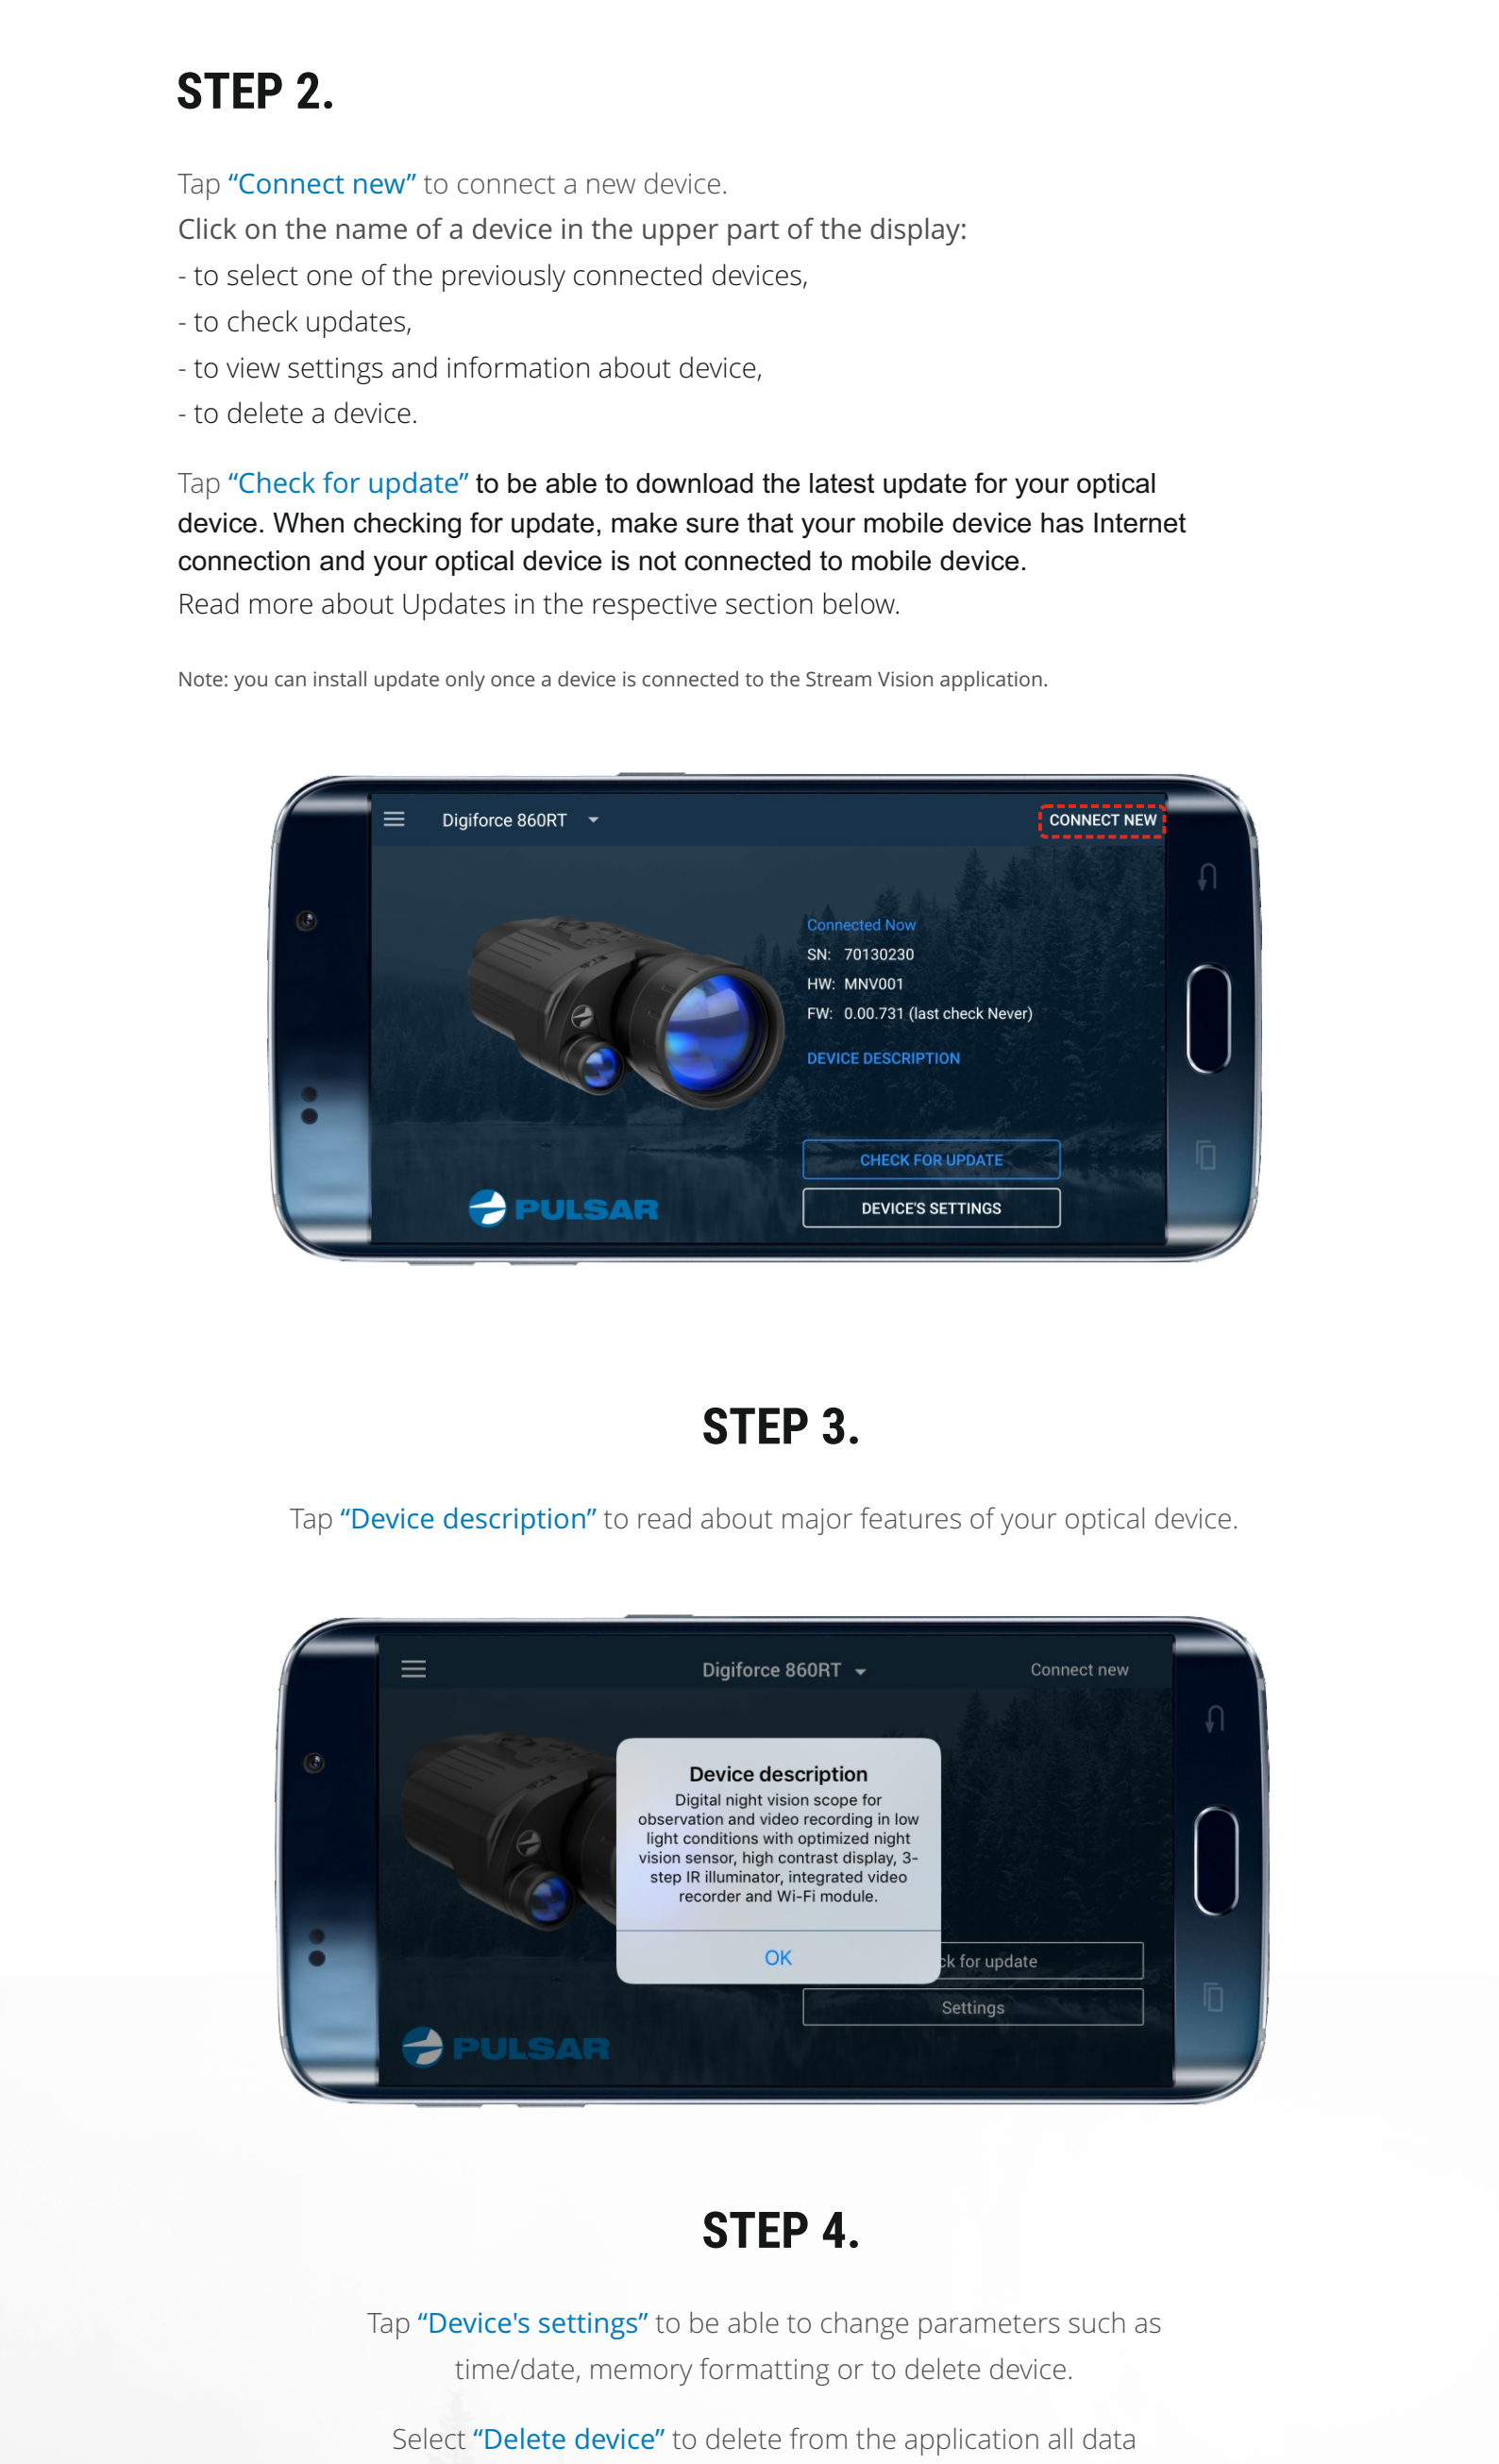 STEP 2.
Tap “Connect new” to connect a new device.
Click on the name of a device in the upper part of the display:
- to select one of the previously connected devices,
- to check updates,
- to view settings and information about device,
- to delete a device.
Tap “Check for update” to be able to download the latest update for your optical
device. When checking for update, make sure that your mobile device has Internet
connection and your optical device is not connected to mobile device.
Read more about Updates in the respective section below.
Note: you can install update only once a device is connected to the Stream Vision application.
Digiforce 860RT
CONNECT NEW
Connected Now
SN: 70130230
HW: MNV001
FW: 0.00.731 (last check Never)
DEVICE DESCRIPTION
CHECK FOR UPDATE
DEVICE'S SETTINGS
PULSAR
STEP 3.
Tap “Device description” to read about major features of your optical device.
Digiforce 860RT
Connect new
Device description
Digital night vision scope for
observation and video recording in low
light conditions with optimized night
vision sensor, high contrast display, 3-
step IR illuminator, integrated video
recorder and Wi-Fi module.
OK
ck for update
Settings
PULSAR
STEP 4.
Tap “Device's settings” to be able to change parameters such as
time/date, memory formatting or to delete device.
Select “Delete device” to delete from the application all data